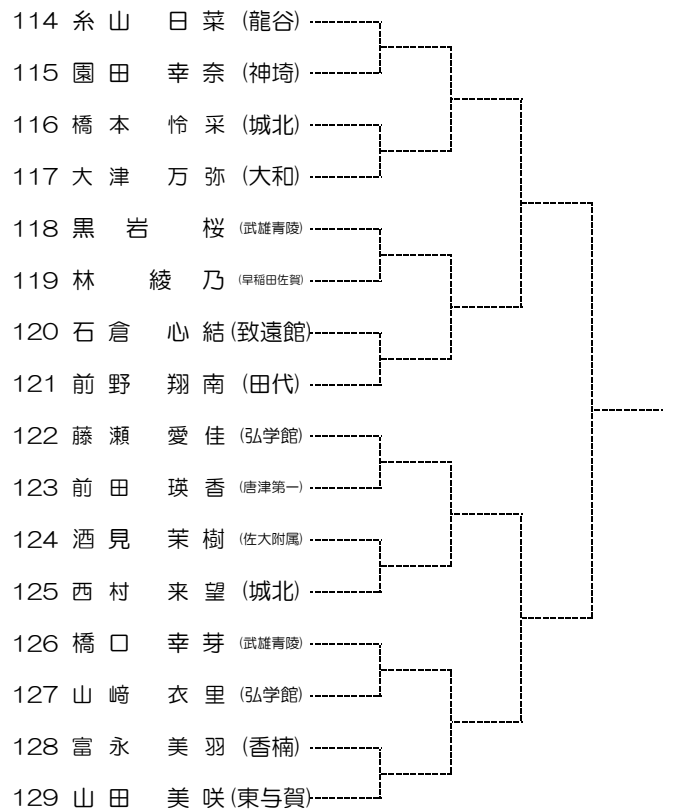 114 糸山 日菜 (龍谷)
115 園田 幸奈 (神埼)
116 橋本 怜采 (城北)
117 大津 万弥 (大和)
118 黒岩 桜 (武雄青陵)
119 林 綾乃 (早稲田佐賀)
120 石倉 心結 (致遠館)
121 前野 翔南 (田代)
122 藤瀬 愛佳 (弘学館)
123 前田 瑛香 (唐津第一)
124 酒見 茉樹 (佐大附属)
125 西村 来望 (城北)
126 橋口 幸芽 (武雄青陵)
127 山﨑 衣里 (弘学館)
128 富永 美羽 (香楠)
129 山田 美咲 (東与賀)